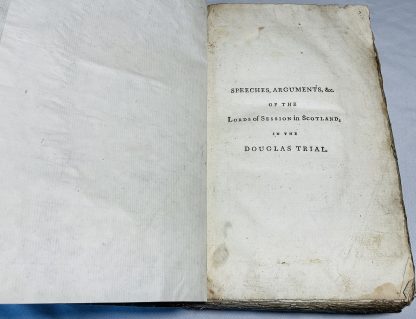 SPEECHES, ARGUMENTS, &c.
OF THE
LORDS of SESSION in SCOTLAND,
IN THE
DOUGLAS TRIAL.